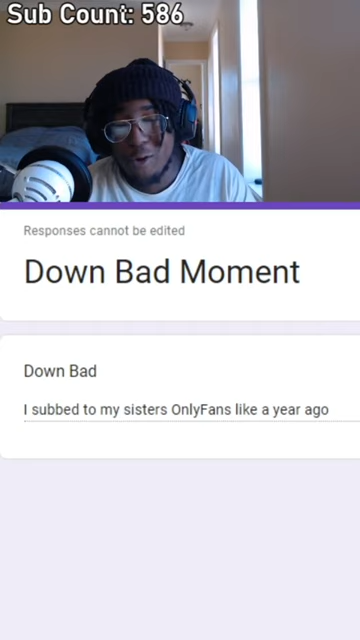 Sub Count: 586
Responses cannot be edited
Down Bad Moment
Down Bad
I subbed to my sisters OnlyFans like a year ago